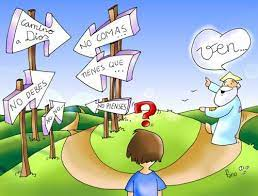 Camino
a
Dios
NO COMAS
TIENES QUE...
NO DEBES
NO PIENSES
?
ven...